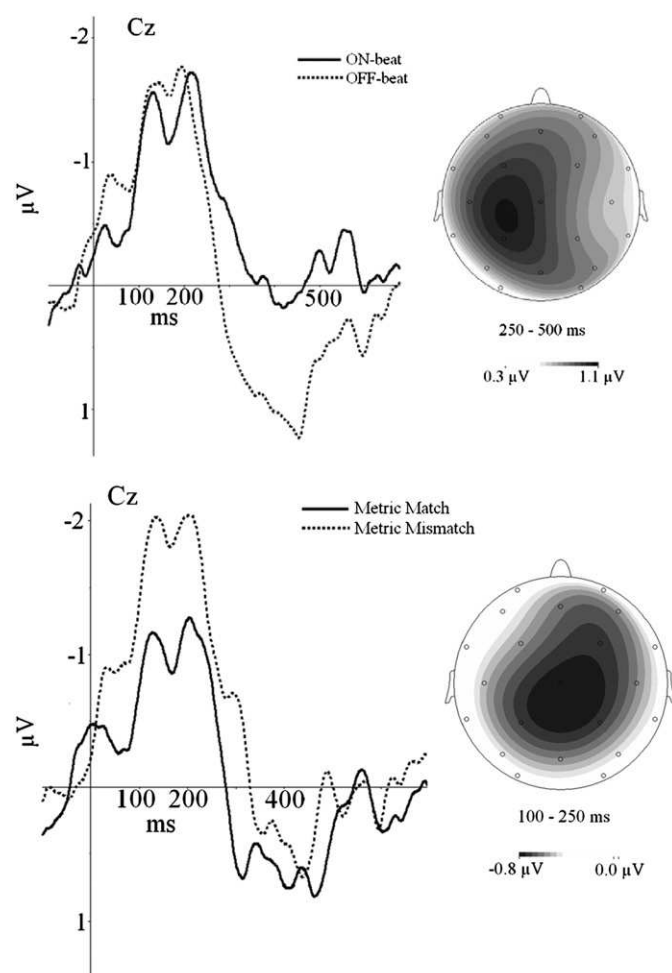 Cz
-2
ON-beat
OFF-beat
-1
µV
100 200 500
ms
1
250 - 500 ms
0.3 µV 1.1 µV
Cz
-2
Metric Match
Metric Mismatch
-1
µV
100 200 400
ms
1
100 - 250 ms
-0.8 µV 0.0 µV